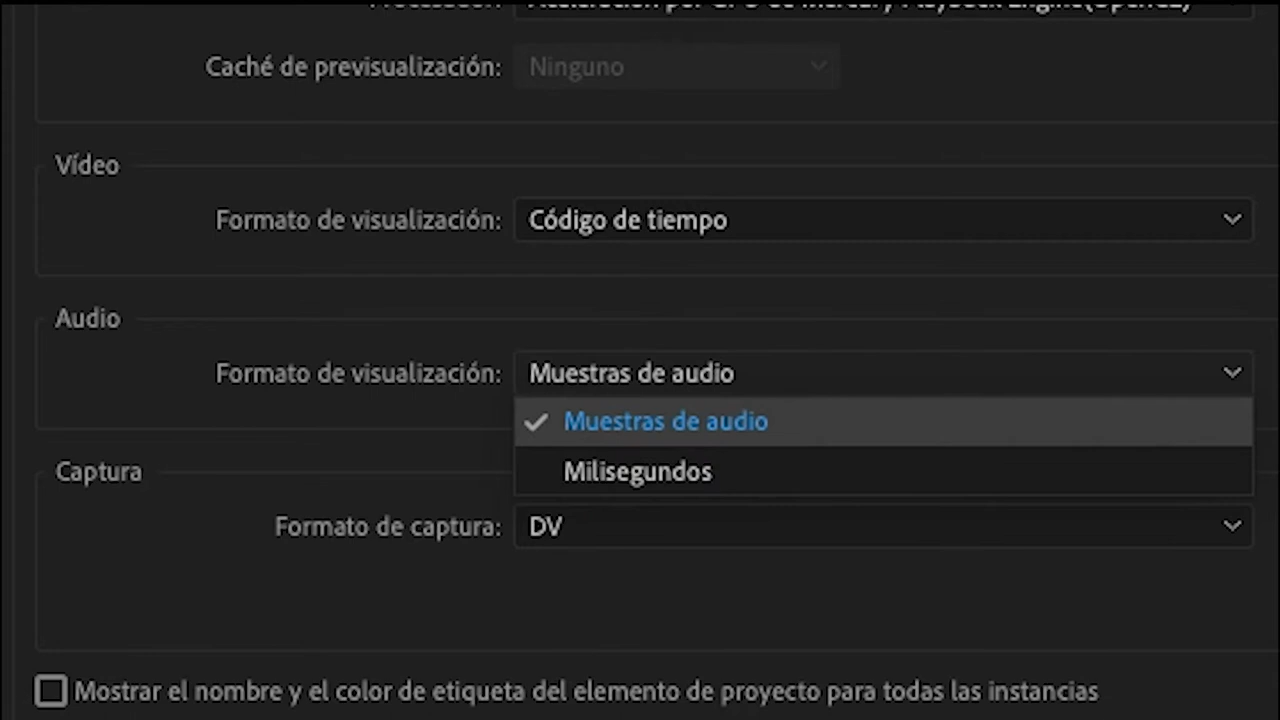 Caché de previsualización: Ninguno
Vídeo
Formato de visualización: Código de tiempo
Audio
Formato de visualización: Muestras de audio
Muestras de audio
Milisegundos
Captura
Formato de captura: DV
Mostrar el nombre y el color de etiqueta del elemento de proyecto para todas las instancias